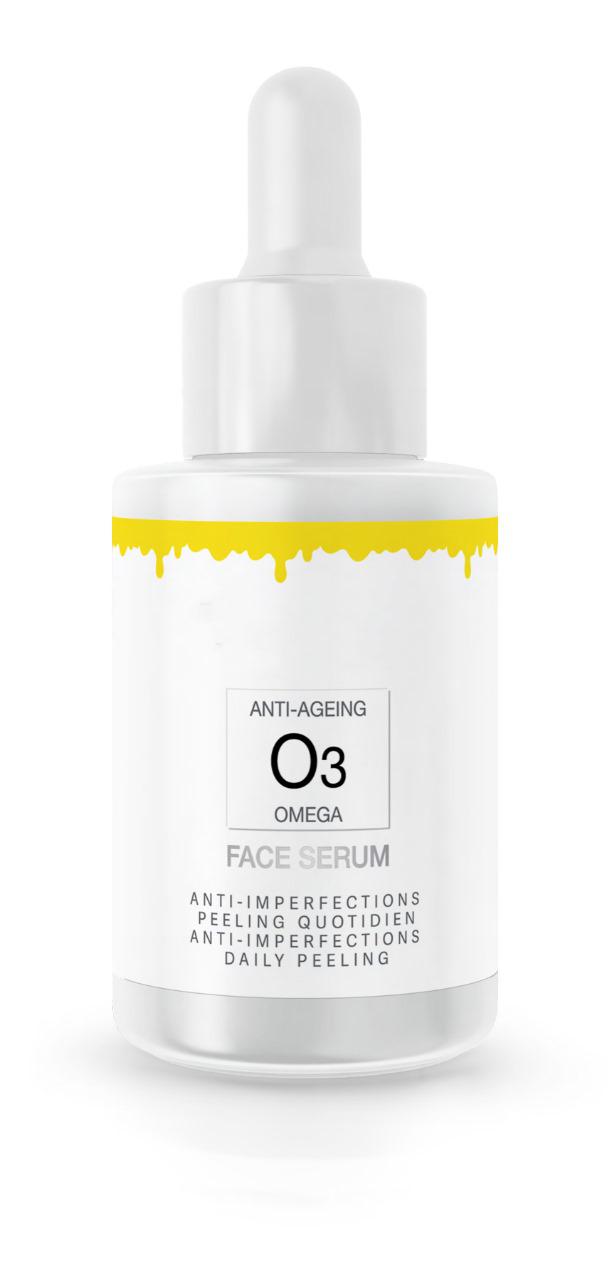 ANTI-AGEING
O3
OMEGA
FACE SERUM
ANTI-IMPERFECTIONS
PEELING QUOTIDIEN
ANTI-IMPERFECTIONS
DAILY PEELING